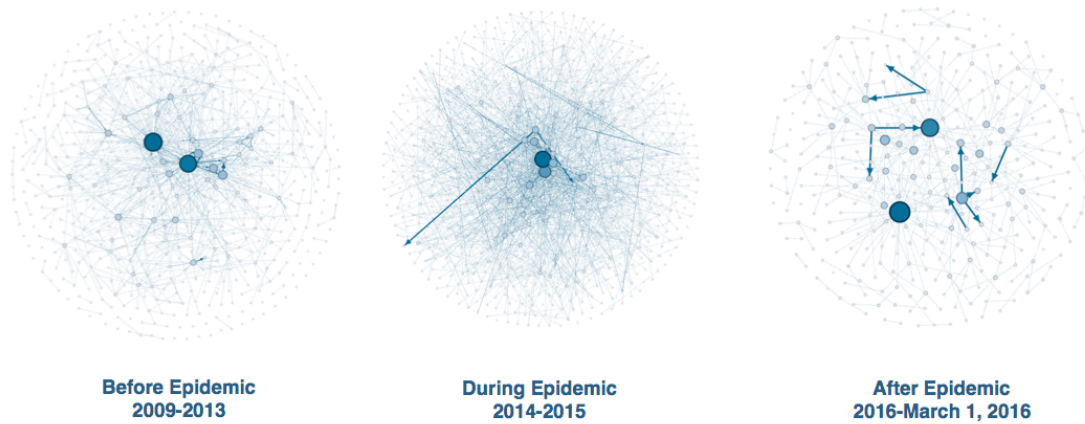 Before Epidemic
2009-2013
During Epidemic
2014-2015
After Epidemic
2016-March 1, 2016